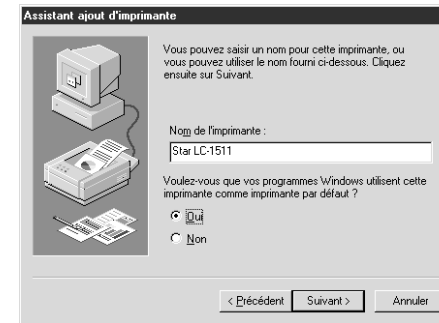 Assistant ajout d'imprimante
Vous pouvez saisir un nom pour cette imprimante, ou
vous pouvez utiliser le nom fourni ci-dessous. Cliquez
ensuite sur Suivant.
Nom de l'imprimante :
Star LC-1511
Voulez-vous que vos programmes Windows utilisent cette
imprimante comme imprimante par défaut ?
Oui
Non
< Précédent Suivant > Annuler